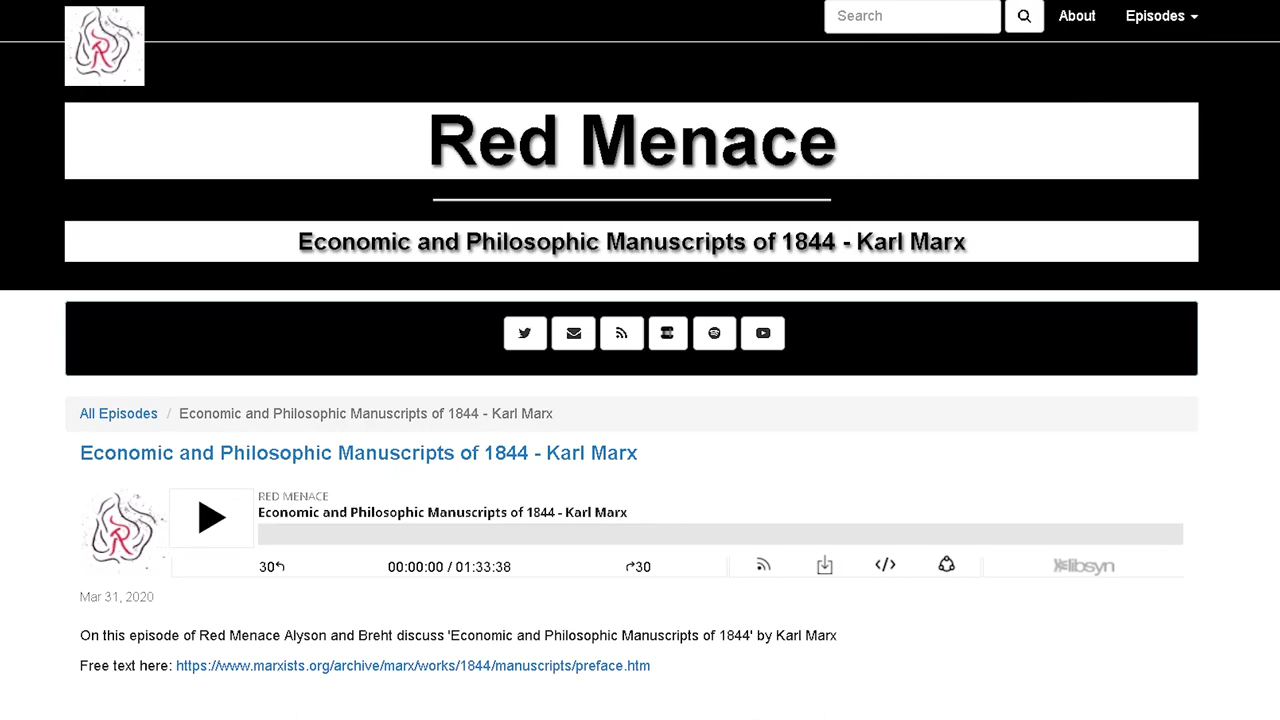 Search
About
Episodes
Red Menace
Economic and Philosophic Manuscripts of 1844 - Karl Marx
All Episodes / Economic and Philosophic Manuscripts of 1844 - Karl Marx
Economic and Philosophic Manuscripts of 1844 - Karl Marx
RED MENACE
Economic and Philosophic Manuscripts of 1844 - Karl Marx
30 00:00:00 / 01:33:38 30 libsyn
Mar 31, 2020
On this episode of Red Menace Alyson and Breht discuss 'Economic and Philosophic Manuscripts of 1844' by Karl Marx
Free text here: https://www.marxists.org/archive/marx/works/1844/manuscripts/preface.htm